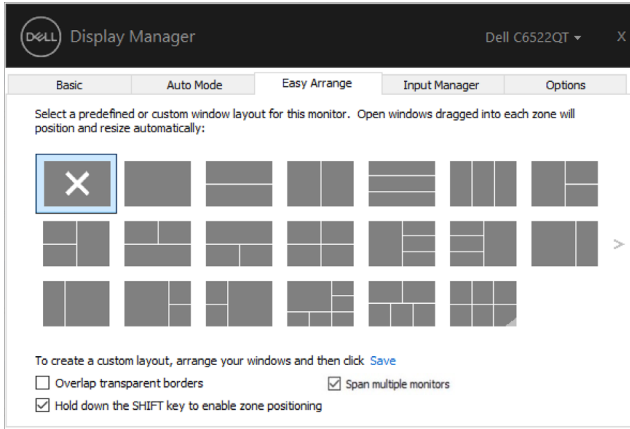 DELL Display Manager Dell C6522QT X
Basic Auto Mode Easy Arrange Input Manager Options
Select a predefined or custom window layout for this monitor. Open windows dragged into each zone will
position and resize automatically:
To create a custom layout, arrange your windows and then click Save
Overlap transparent borders Span multiple monitors
Hold down the SHIFT key to enable zone positioning